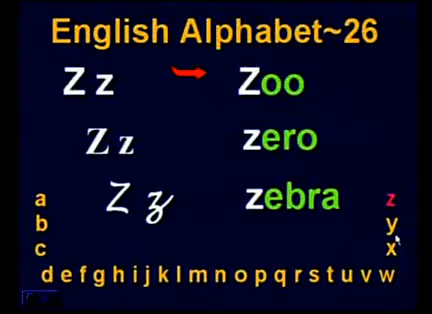 English Alphabet~26
Z z Zoo
Z z zero
Z z zebra
a z
b y
c x
d e f g h i j k l m n o p q r s t u v w